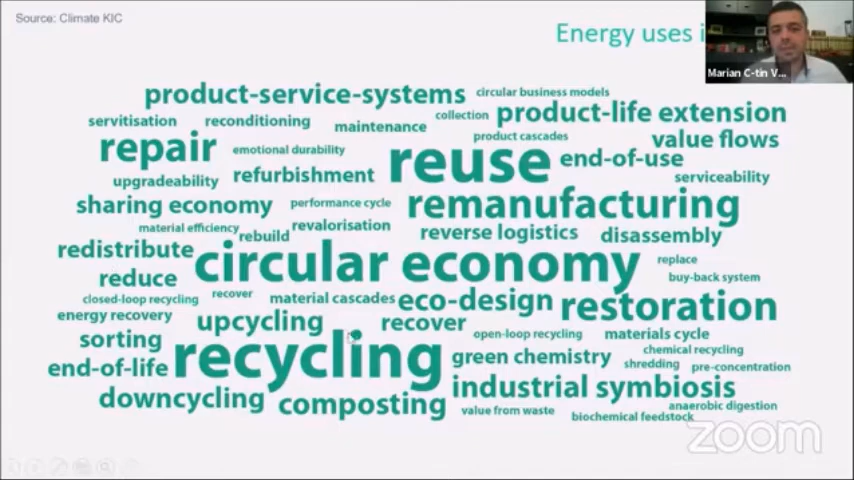 Source: Climate KIC
Energy uses i
Marian C-tin V...
product-service-systems circular business models
servitisation reconditioning maintenance collection product-life extension
repair emotional durability product cascades value flows
upgradeability refurbishment reuse end-of-use serviceability
sharing economy performance cycle remanufacturing
material efficiency rebuild revalorisation reverse logistics disassembly
redistribute circular economy replace
reduce buy-back system
closed-loop recycling recover material cascades eco-design restoration
energy recovery upcycling recover open-loop recycling materials cycle
sorting recycling green chemistry chemical recycling
end-of-life shredding pre-concentration
downcycling composting industrial symbiosis
value from waste anaerobic digestion
biochemical feedstock
zoom